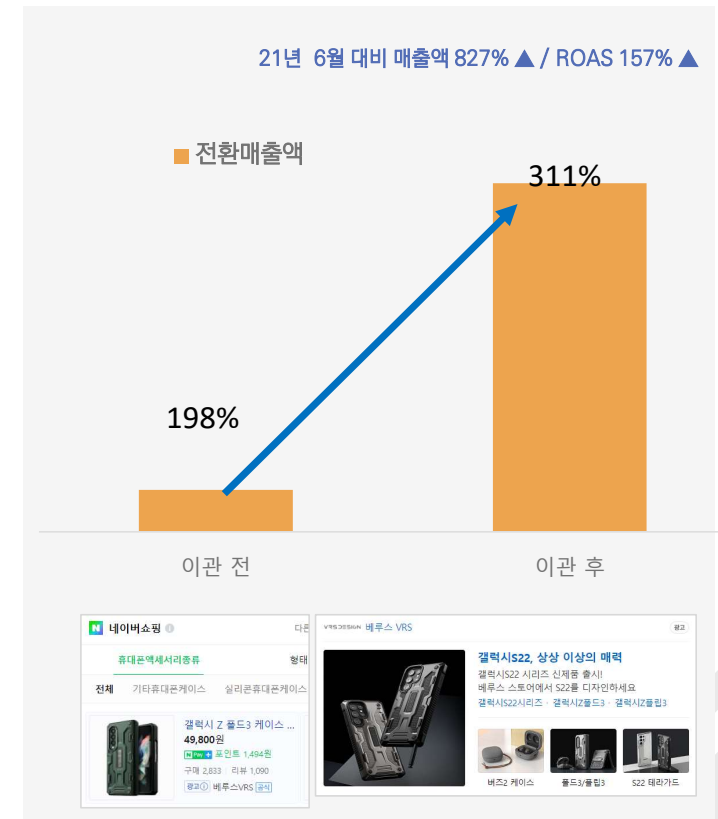 21년 6월 대비 매출액 827% ▲ / ROAS 157% ▲
전환매출액
311%
198%
이관 전
이관 후
네이버쇼핑
다른
휴대폰액세서리종류
형태
전체
기타휴대폰케이스
실리콘휴대폰케이스
갤럭시 Z 폴드3 케이스 ...
49,800원
N Pay + 포인트 1,494원
구매 2,833 리뷰 1,090
광고 베루스VRS 공식
VRS DESIGN 베루스 VRS
광고
갤럭시S22, 상상 이상의 매력
갤럭시S22 시리즈 신제품 출시!
베루스 스토어에서 S22를 디자인하세요
갤럭시S22시리즈 · 갤럭시Z폴드3 · 갤럭시Z플립3
버즈2 케이스
폴드3/플립3
S22 테라가드